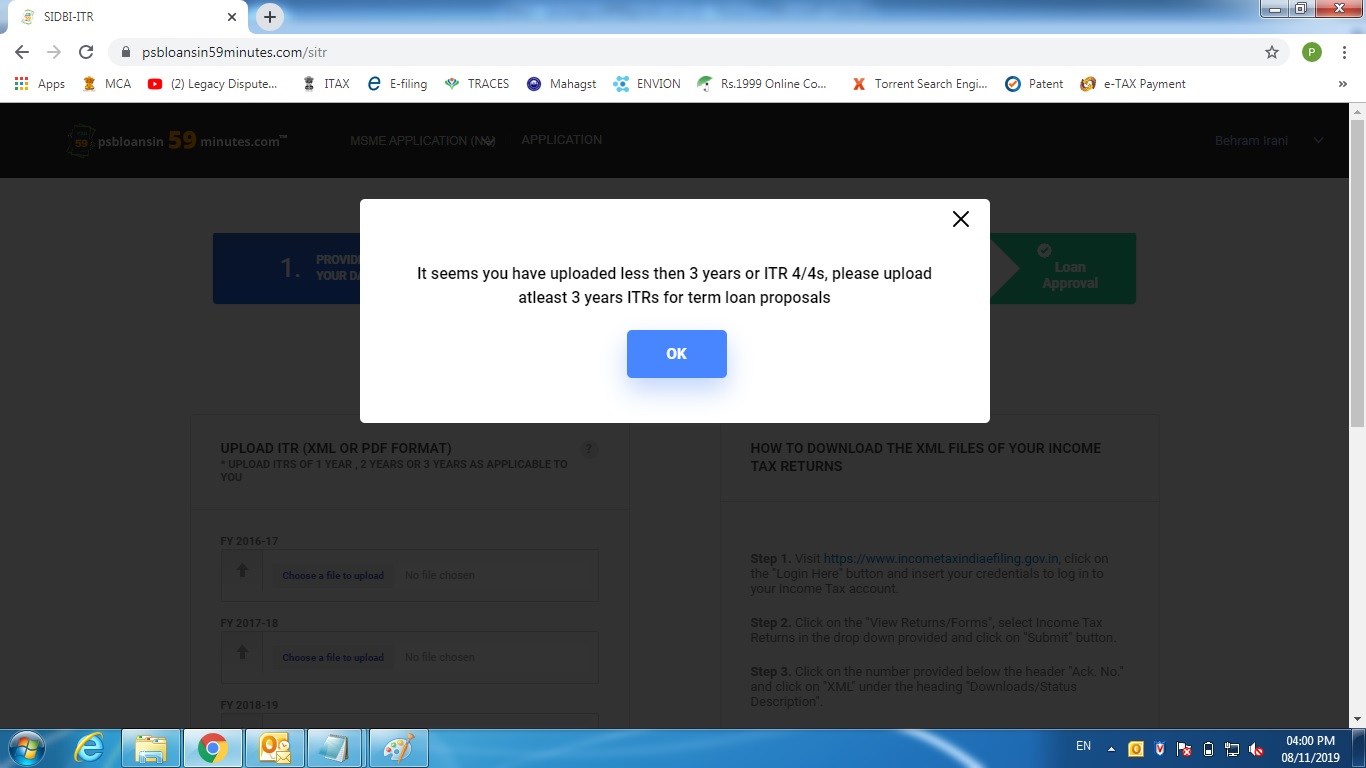 SIDBI-ITR
psbloansin59minutes.com/sitr
P
Apps
MCA
(2) Legacy Dispute...
ITAX
E-filing
TRACES
Mahagst
ENVION
Rs.1999 Online Co...
Torrent Search Engi...
Patent
e-TAX Payment
»
59 psbloansin 59 minutes.com™
MSME APPLICATION
APPLICATION
Behram Irani
1.
PROVIDE
YOUR DA
Loan
Approval
It seems you have uploaded less then 3 years or ITR 4/4s, please upload
atleast 3 years ITRs for term loan proposals
OK
UPLOAD ITR (XML OR PDF FORMAT)
?
* UPLOAD ITRS OF 1 YEAR , 2 YEARS OR 3 YEARS AS APPLICABLE TO
YOU
FY 2016-17
Choose a file to upload No file chosen
FY 2017-18
Choose a file to upload No file chosen
FY 2018-19
HOW TO DOWNLOAD THE XML FILES OF YOUR INCOME
TAX RETURNS
Step 1. Visit https://www.incometaxindiaefiling.gov.in, click on
the "Login Here" button and insert your credentials to log in to
your Income Tax account.
Step 2. Click on the "View Returns/Forms", select Income Tax
Returns in the drop down provided and click on "Submit" button.
Step 3. Click on the number provided below the header "Ack. No."
and click on "XML" under the heading "Downloads/Status
Description".
EN
04:00 PM
08/11/2019